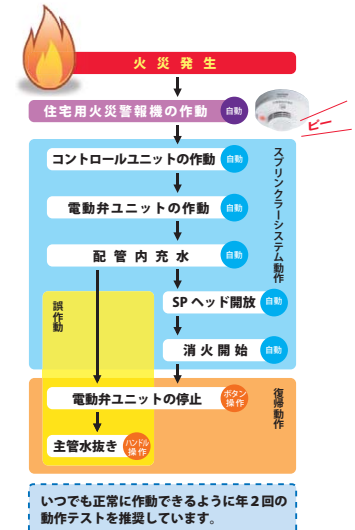 火災発生
住宅用火災警報機の作動 自動
ピー
スプリンクラーシステム動作
コントロールユニットの作動 自動
電動弁ユニットの作動 自動
配管内充水 自動
誤作動
SPヘッド開放 自動
消火開始 自動
復帰動作
電動弁ユニットの停止 ボタン操作
主管水抜き ハンドル操作
いつでも正常に作動できるように年2回の
動作テストを推奨しています。